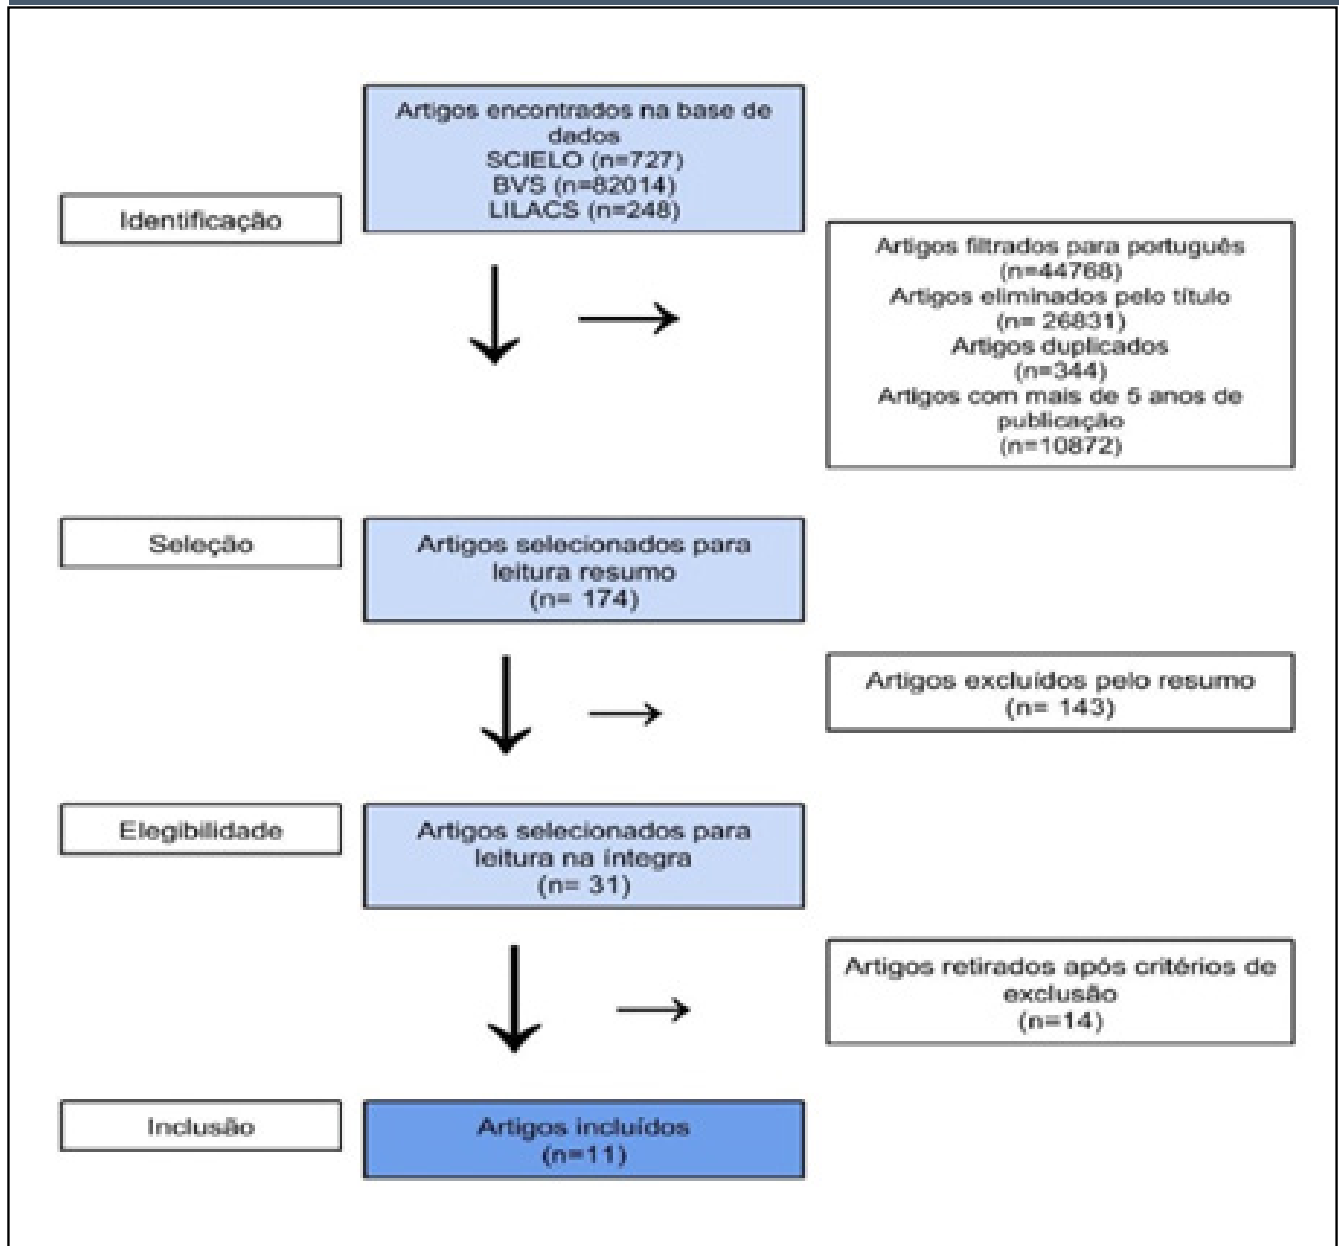 Artigos encontrados na base de
dados
SCIELO (n=727)
BVS (n=82014)
LILACS (n=248)
Identificação
Artigos filtrados para português
(n=44768)
Artigos eliminados pelo título
(n= 26831)
Artigos duplicados
(n=344)
Artigos com mais de 5 anos de
publicação
(n=10872)
Seleção
Artigos selecionados para
leitura resumo
(n= 174)
Artigos excluídos pelo resumo
(n= 143)
Elegibilidade
Artigos selecionados para
leitura na íntegra
(n= 31)
Artigos retirados após critérios de
exclusão
(n=14)
Inclusão
Artigos incluídos
(n=11)